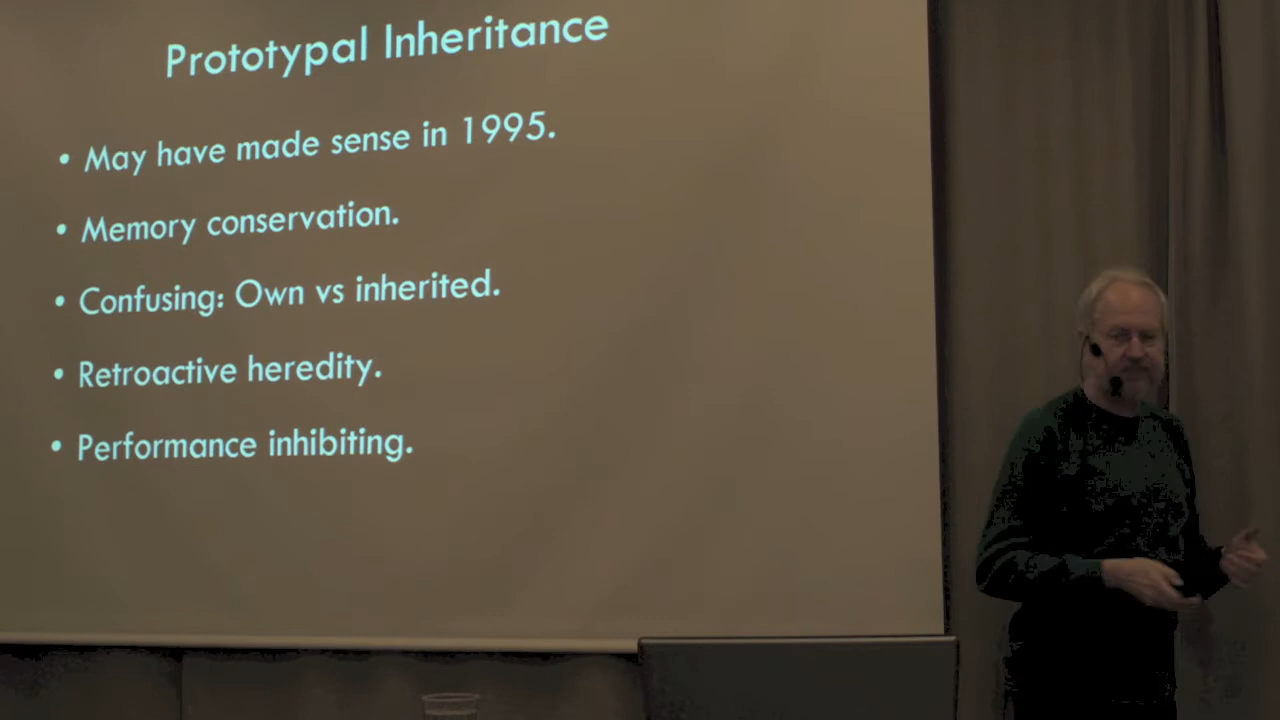 Prototypal Inheritance
• May have made sense in 1995.
• Memory conservation.
• Confusing: Own vs inherited.
• Retroactive heredity.
• Performance inhibiting.